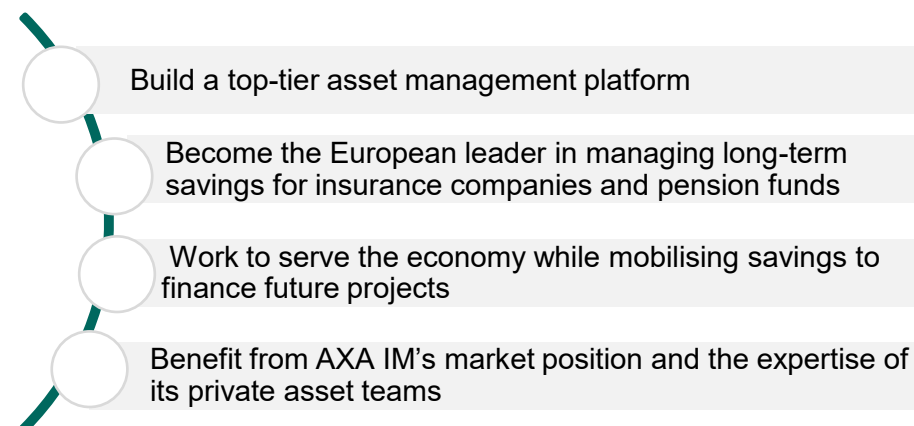 Build a top-tier asset management platform
Become the European leader in managing long-term
savings for insurance companies and pension funds
Work to serve the economy while mobilising savings to
finance future projects
Benefit from AXA IM’s market position and the expertise of
its private asset teams